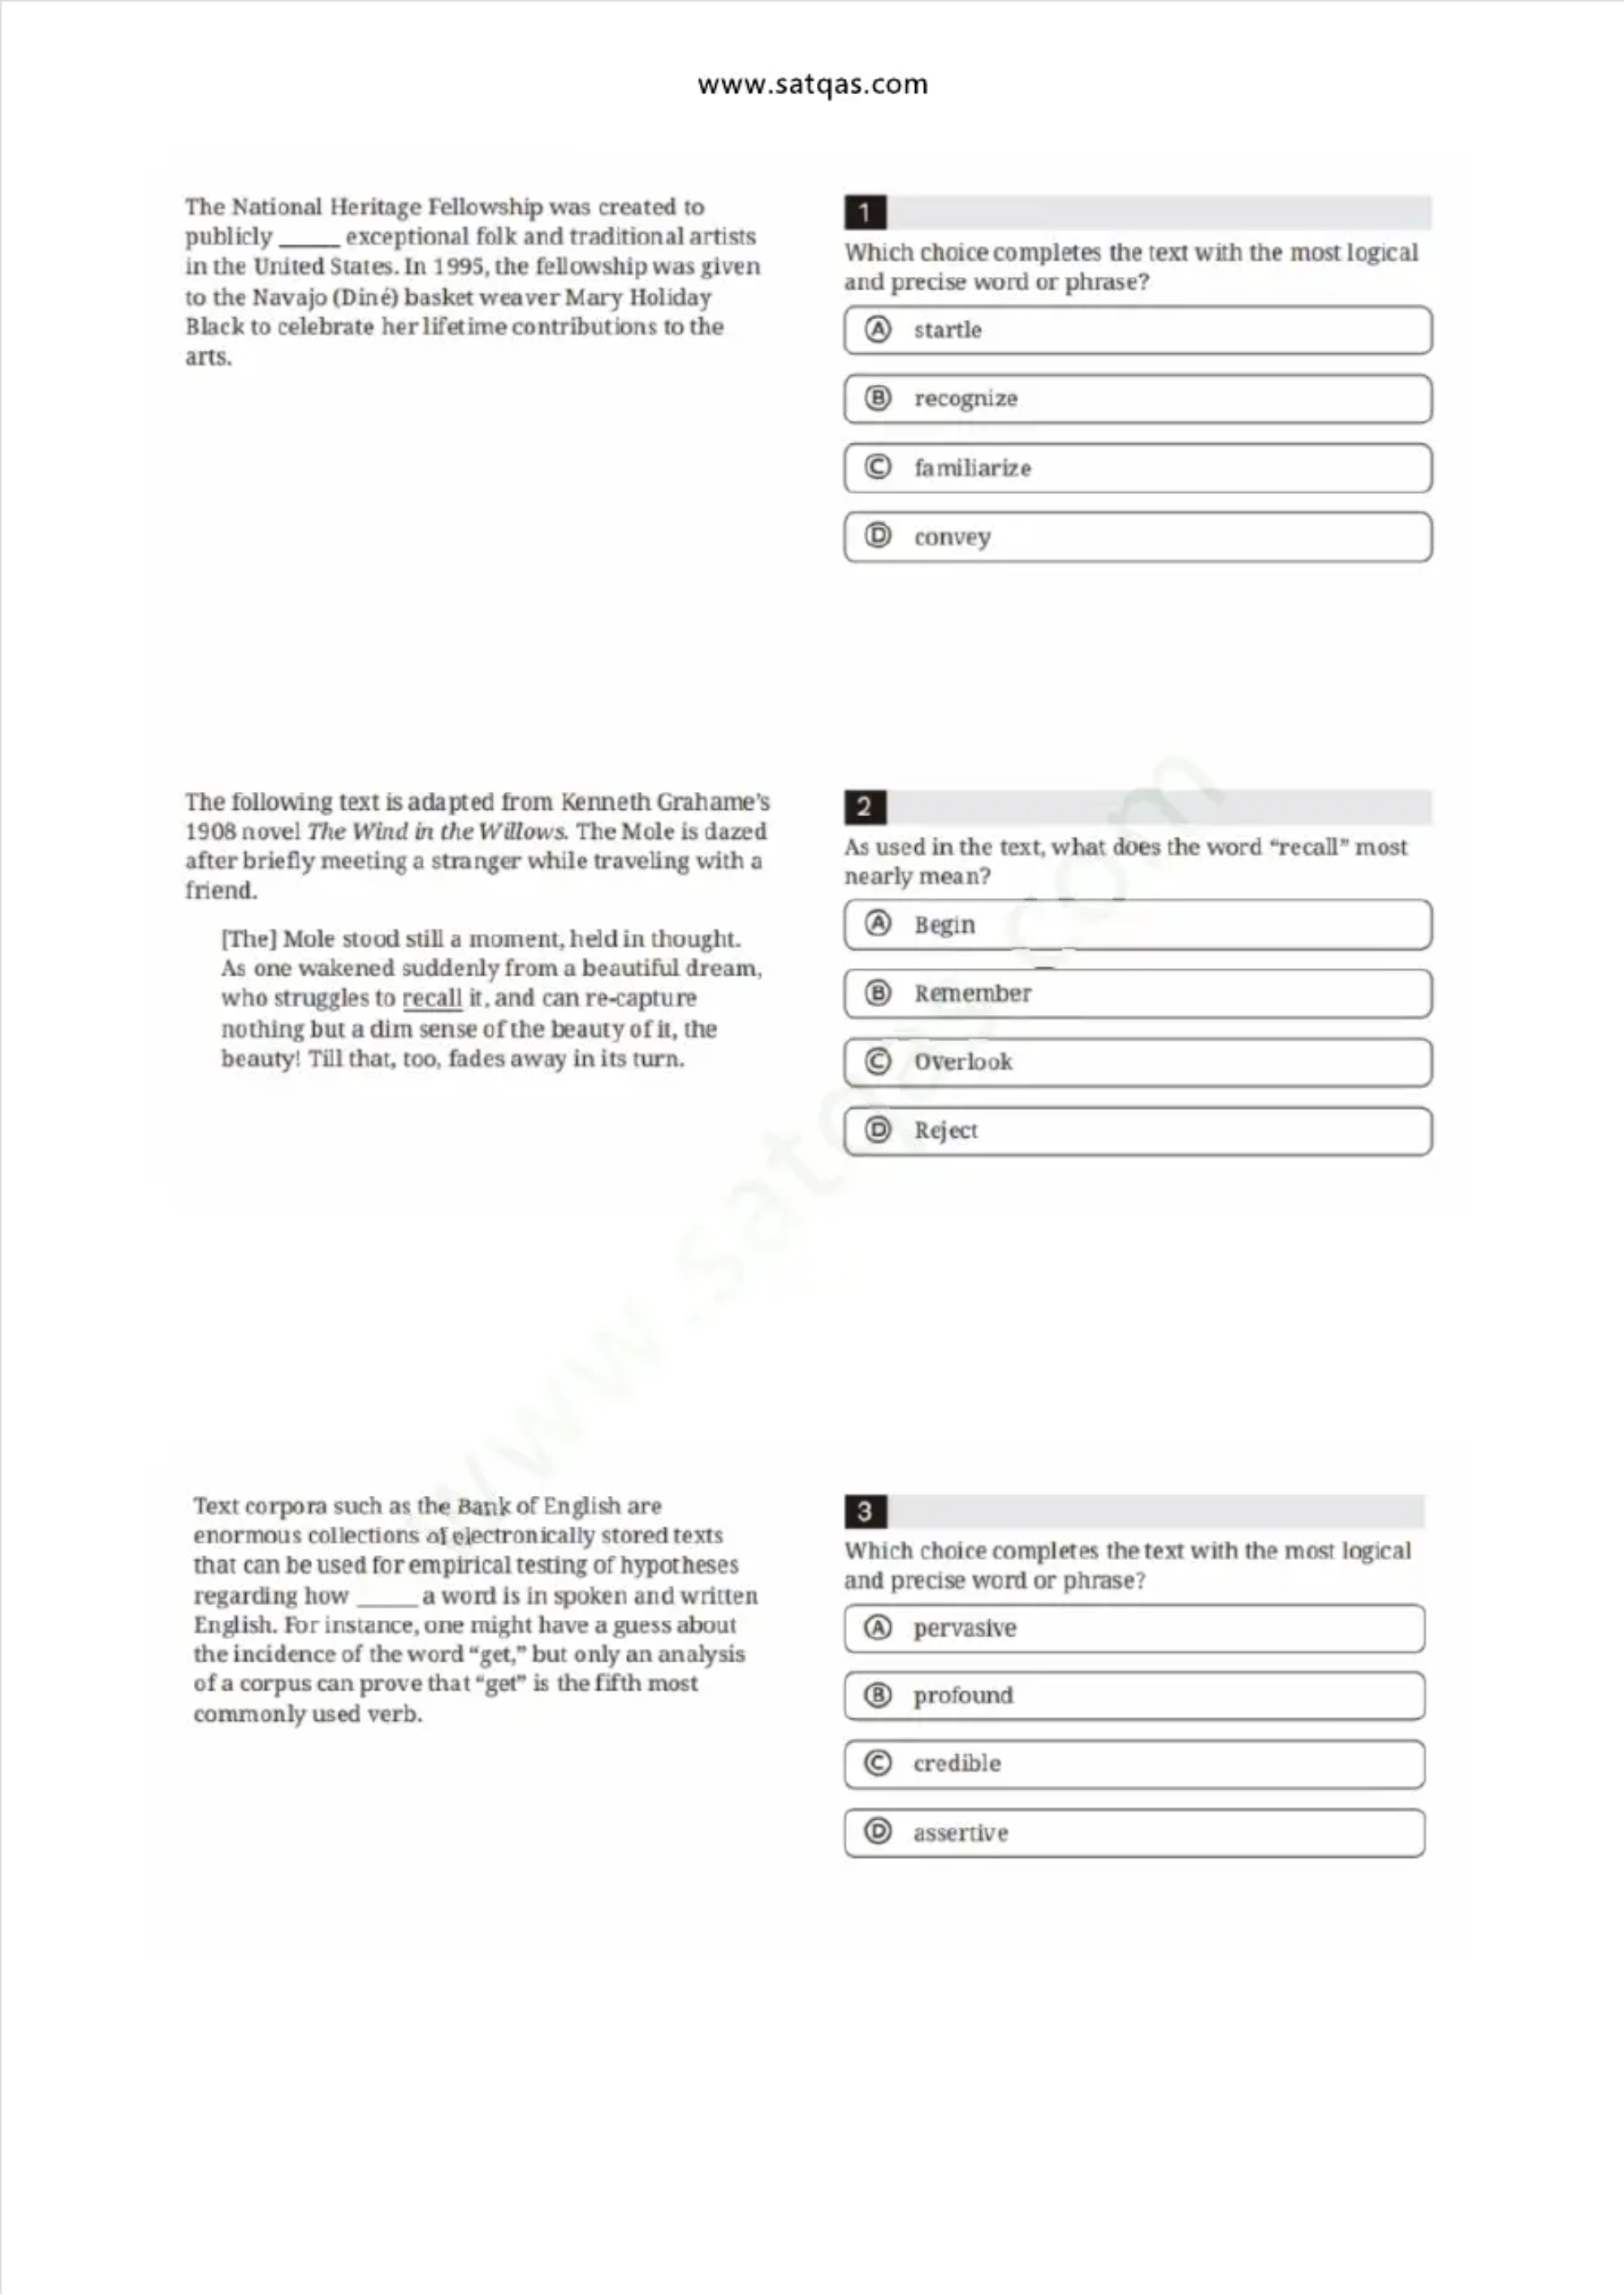 www.satqas.com
The National Heritage Fellowship was created to
publicly _____ exceptional folk and traditional artists
in the United States. In 1995, the fellowship was given
to the Navajo (Diné) basket weaver Mary Holiday
Black to celebrate her lifetime contributions to the
arts.
1
Which choice completes the text with the most logical
and precise word or phrase?
A startle
B recognize
C familiarize
D convey
The following text is adapted from Kenneth Grahame's
1908 novel The Wind in the Willows. The Mole is dazed
after briefly meeting a stranger while traveling with a
friend.
[The] Mole stood still a moment, held in thought.
As one wakened suddenly from a beautiful dream,
who struggles to recall it, and can re-capture
nothing but a dim sense of the beauty of it, the
beauty! Till that, too, fades away in its turn.
2
As used in the text, what does the word “recall” most
nearly mean?
A Begin
B Remember
C Overlook
D Reject
Text corpora such as the Bank of English are
enormous collections of electronically stored texts
that can be used for empirical testing of hypotheses
regarding how _____ a word is in spoken and written
English. For instance, one might have a guess about
the incidence of the word “get,” but only an analysis
of a corpus can prove that “get” is the fifth most
commonly used verb.
3
Which choice completes the text with the most logical
and precise word or phrase?
A pervasive
B profound
C credible
D assertive
www.satqas.com